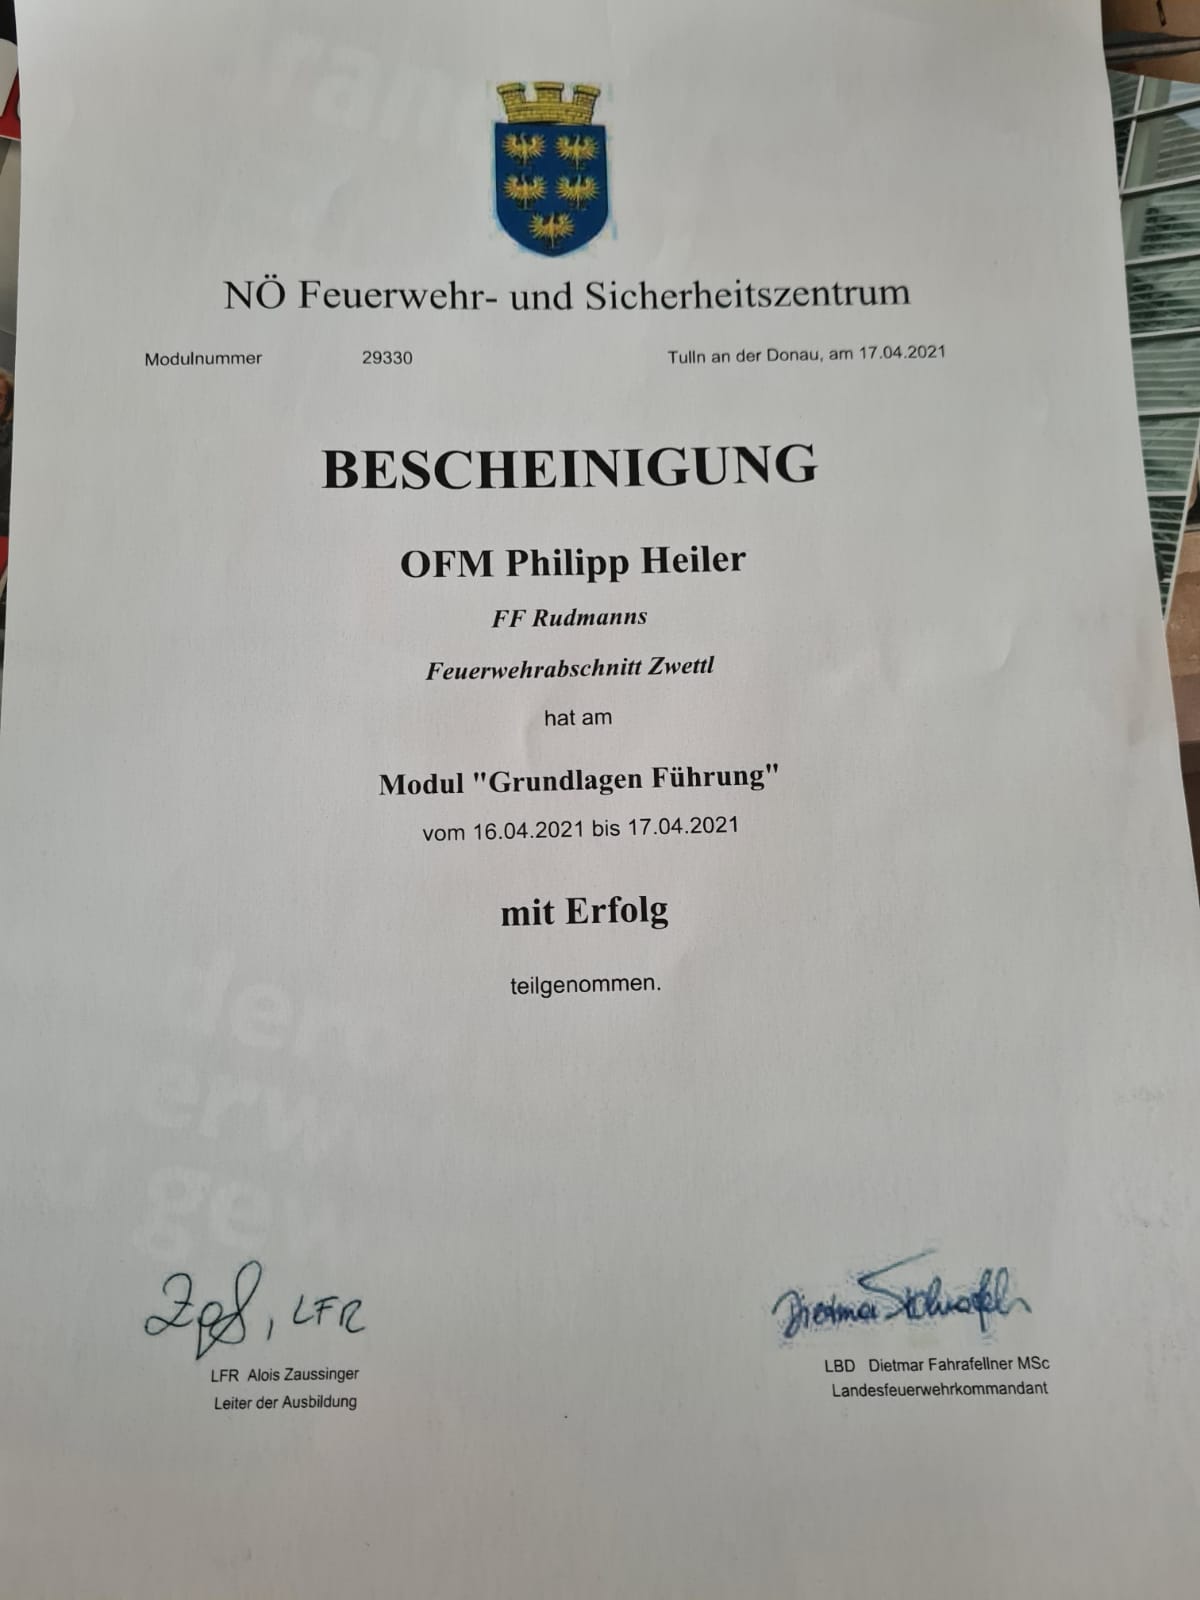 NÖ Feuerwehr- und Sicherheitszentrum
Modulnummer 29330 Tulln an der Donau, am 17.04.2021
BESCHEINIGUNG
OFM Philipp Heiler
FF Rudmanns
Feuerwehrabschnitt Zwettl
hat am
Modul "Grundlagen Führung"
vom 16.04.2021 bis 17.04.2021
mit Erfolg
teilgenommen.
, LFR
Dietmar
LFR Alois Zaussinger
Leiter der Ausbildung
LBD Dietmar Fahrafellner MSc
Landesfeuerwehrkommandant